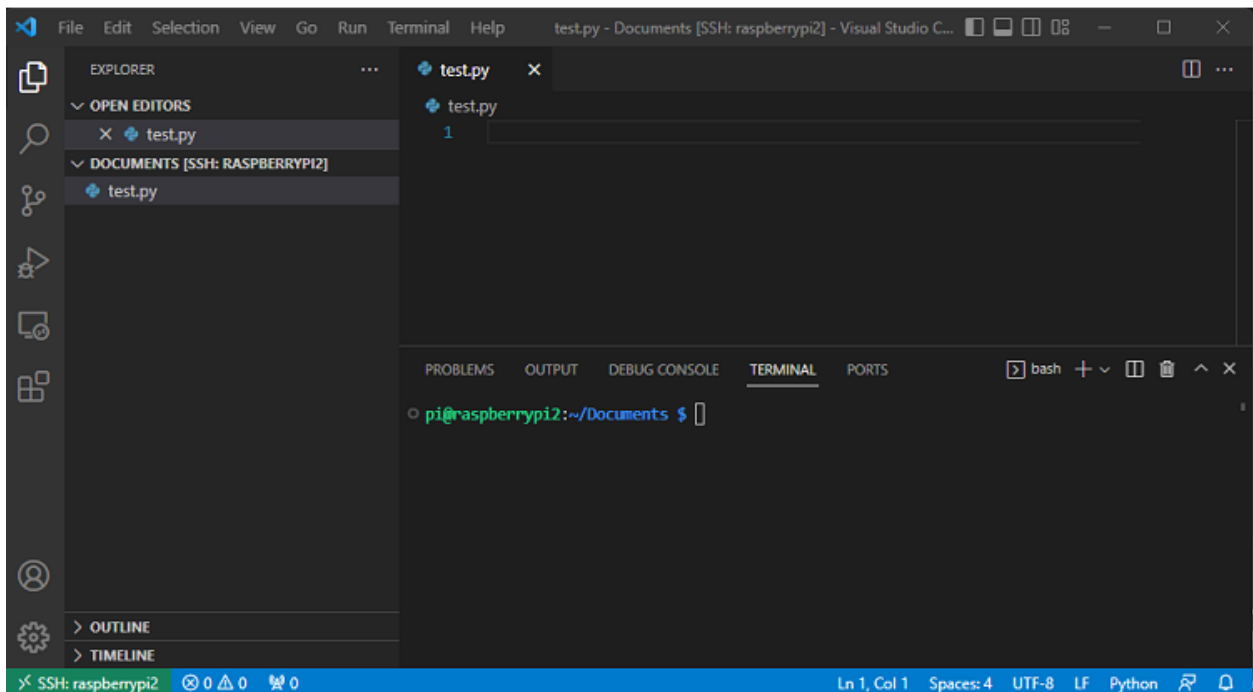 File Edit Selection View Go Run Terminal Help test.py - Documents [SSH: raspberrypi2] - Visual Studio C...
EXPLORER
OPEN EDITORS
test.py
DOCUMENTS [SSH: RASPBERRYPI2]
test.py
OUTLINE
TIMELINE
test.py
test.py
1
PROBLEMS OUTPUT DEBUG CONSOLE TERMINAL PORTS bash
pi@raspberrypi2:~/Documents $
SSH: raspberrypi2 0 0 0 Ln 1, Col 1 Spaces: 4 UTF-8 LF Python